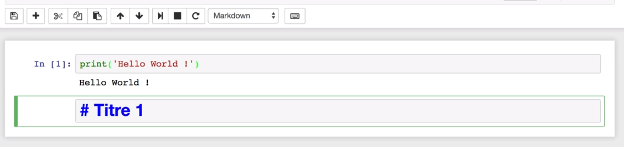 Markdown
In [1]: print('Hello World !')
Hello World !
# Titre 1